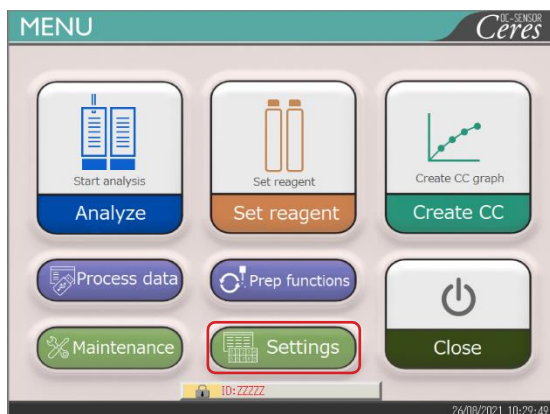 MENU
OC-SENSOR
Ceres
Start analysis
Analyze
Set reagent
Set reagent
Create CC graph
Create CC
Process data
Prep functions
Maintenance
Settings
Close
ID:ZZZZZ
26/08/2021 10:29:49